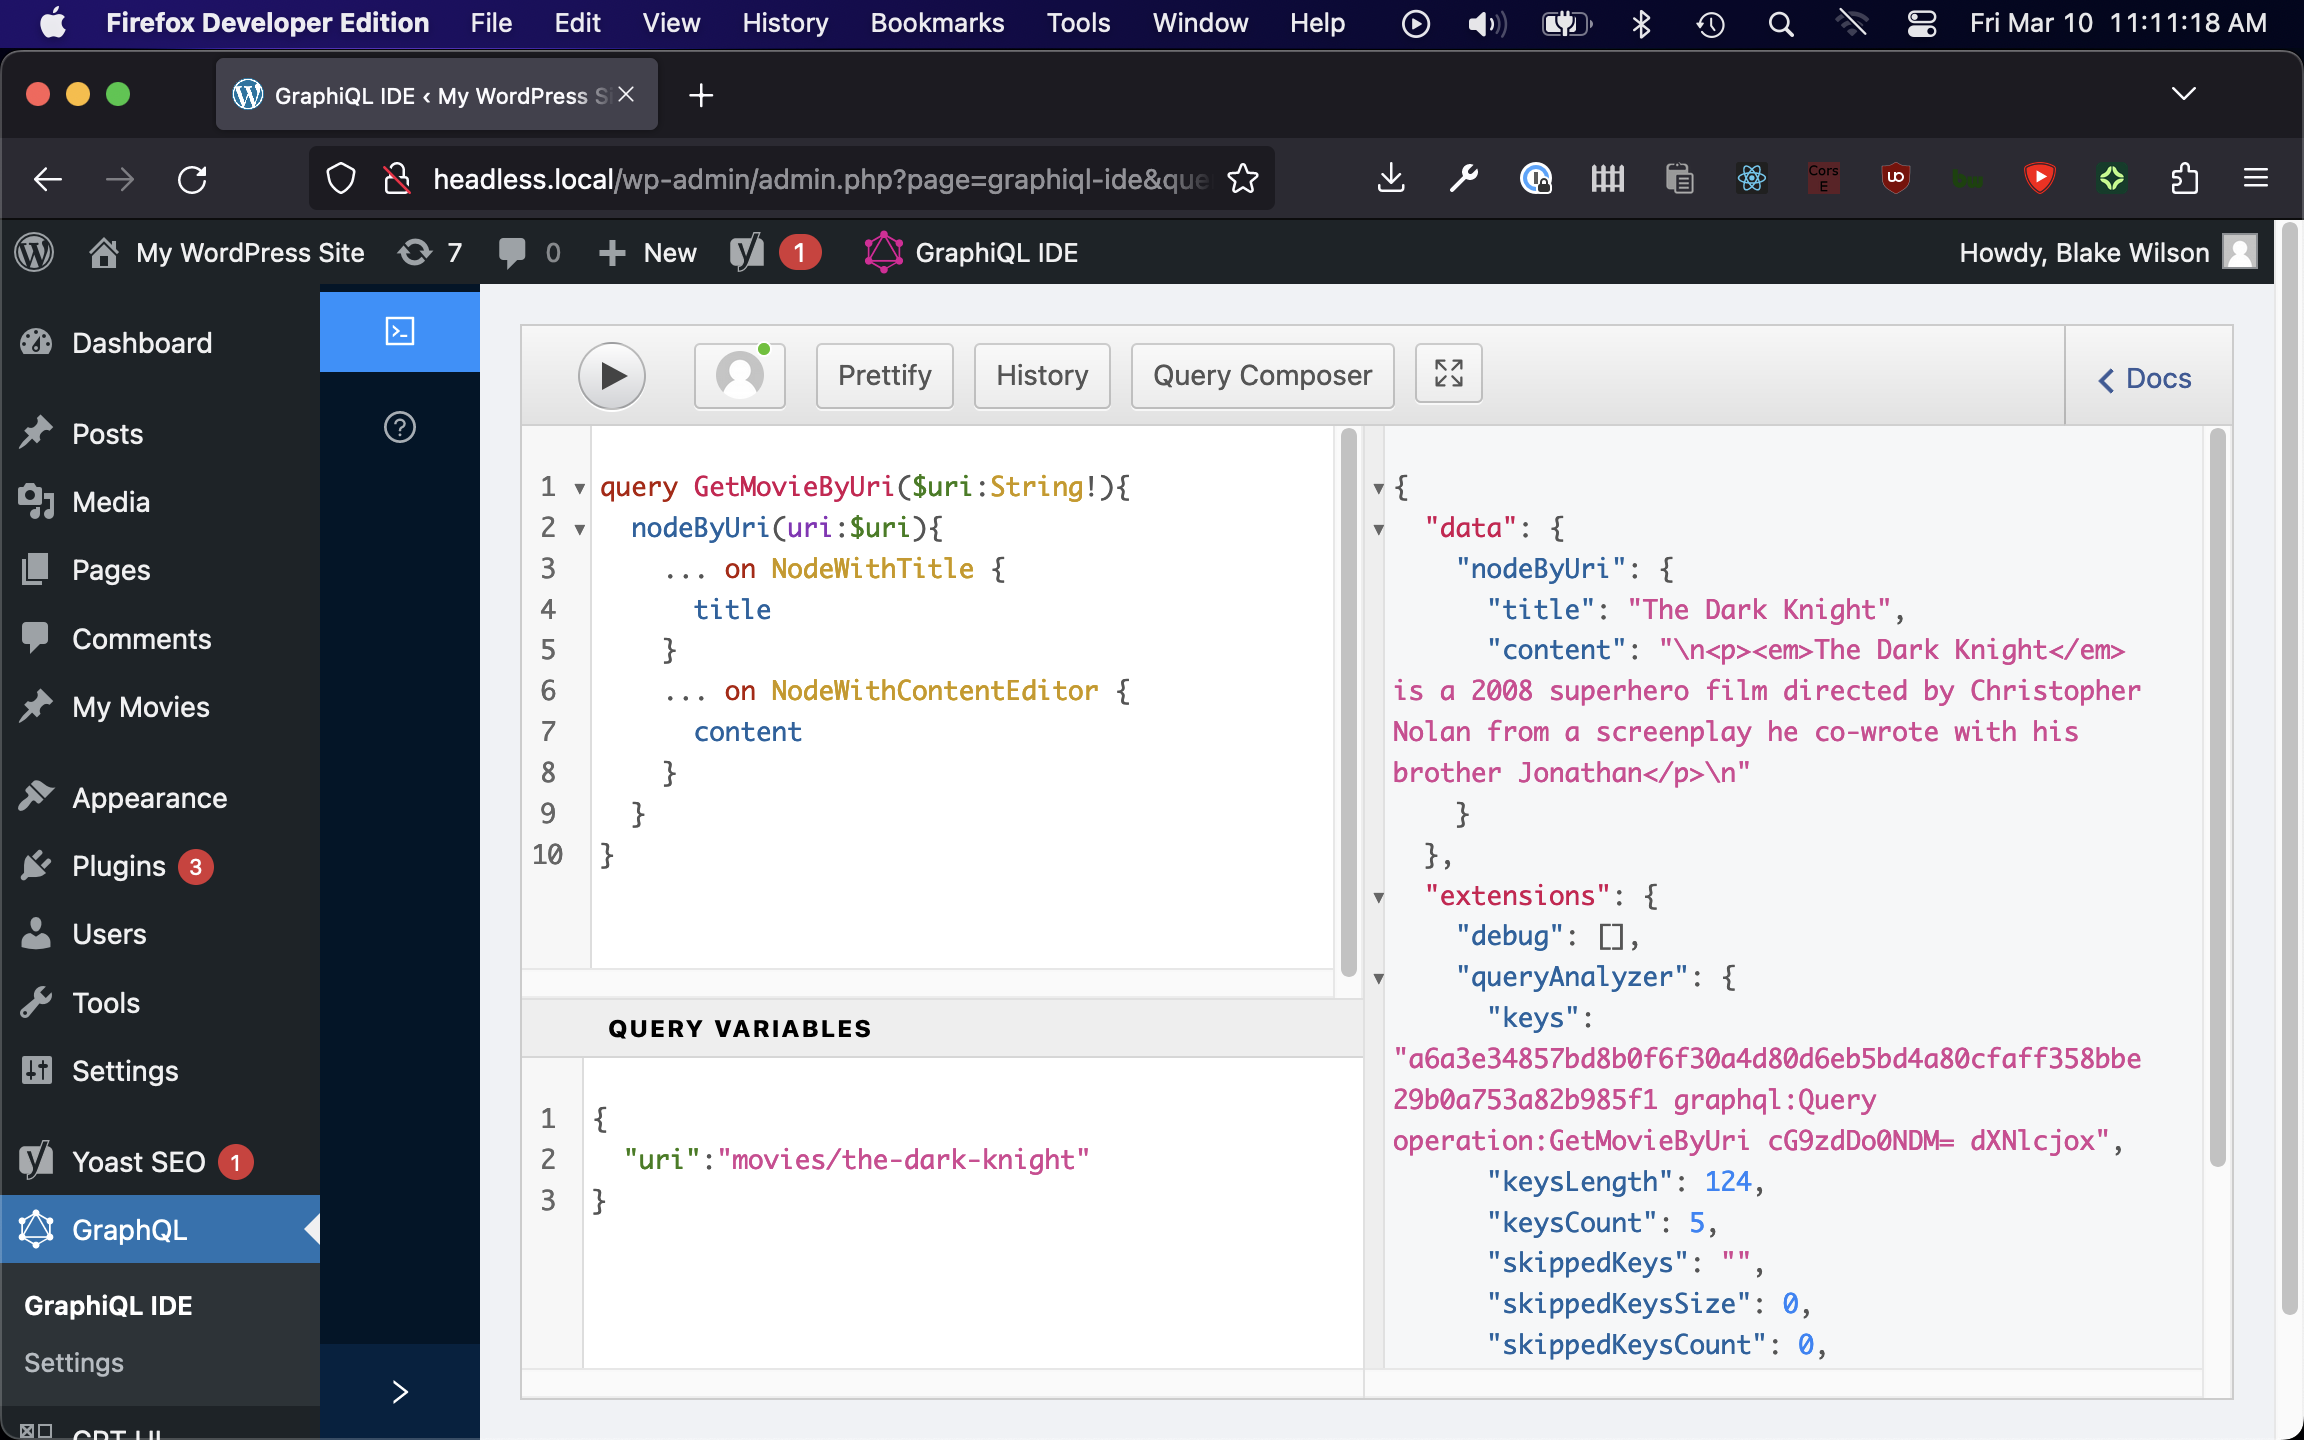 Firefox Developer Edition File Edit View History Bookmarks Tools Window Help Fri Mar 10 11:11:18 AM
GraphiQL IDE ‹ My WordPress
headless.local/wp-admin/admin.php?page=graphiql-ide&que
Cors
E
UO
bw
My WordPress Site 7 0 New 1 GraphiQL IDE Howdy, Blake Wilson
Dashboard
Posts
Media
Pages
Comments
My Movies
Appearance
Plugins 3
Users
Tools
Settings
Yoast SEO 1
GraphQL
GraphiQL IDE
Settings
Prettify History Query Composer Docs
1 query GetMovieByUri($uri:String!){
2 nodeByUri(uri:$uri){
3 ... on NodeWithTitle {
4 title
5 }
6 ... on NodeWithContentEditor {
7 content
8 }
9 }
10 }
QUERY VARIABLES
1 {
2 "uri":"movies/the-dark-knight"
3 }
{
"data": {
"nodeByUri": {
"title": "The Dark Knight",
"content": "\n<p><em>The Dark Knight</em>
is a 2008 superhero film directed by Christopher
Nolan from a screenplay he co-wrote with his
brother Jonathan</p>\n"
}
},
"extensions": {
"debug": [],
"queryAnalyzer": {
"keys":
"a6a3e34857bd8b0f6f30a4d80d6eb5bd4a80cfaff358bbe
29b0a753a82b985f1 graphql:Query
operation:GetMovieByUri cG9zdDo0NDM= dXNlcjox",
"keysLength": 124,
"keysCount": 5,
"skippedKeys": "",
"skippedKeysSize": 0,
"skippedKeysCount": 0,